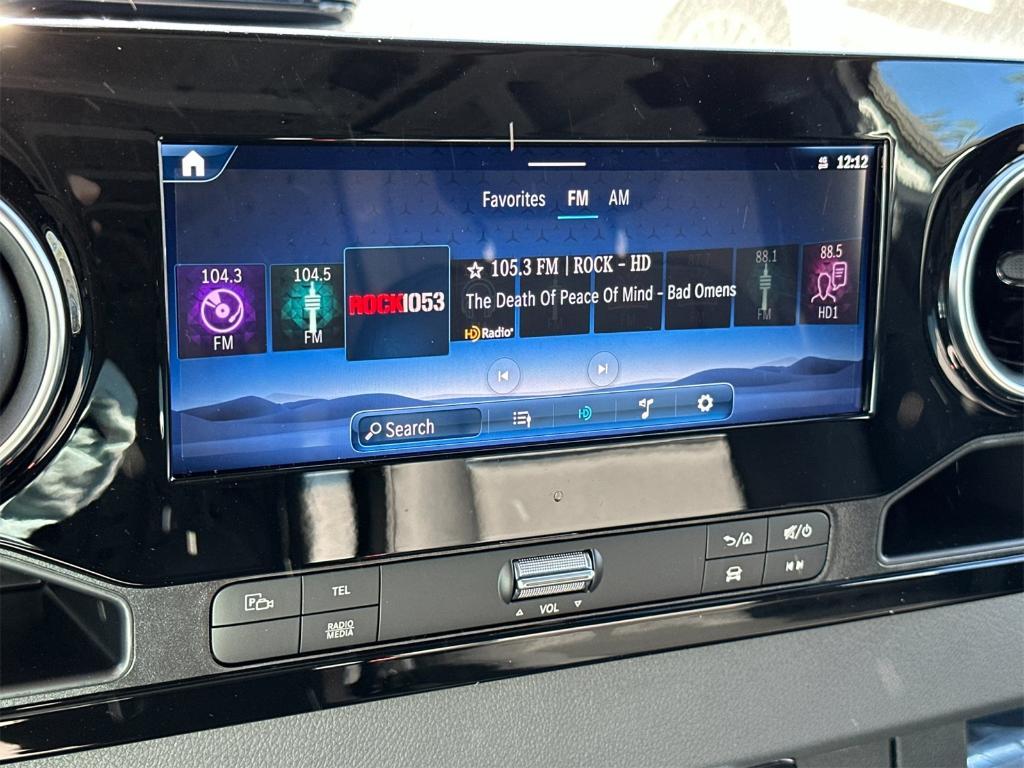 4G
12:12
Favorites FM AM
104.3
FM
104.5
FM
ROCK1053
105.3 FM | ROCK - HD
The Death Of Peace Of Mind - Bad Omens
HD Radio®
88.1
FM
88.5
HD1
Search
HD
P
TEL
RADIO
MEDIA
VOL